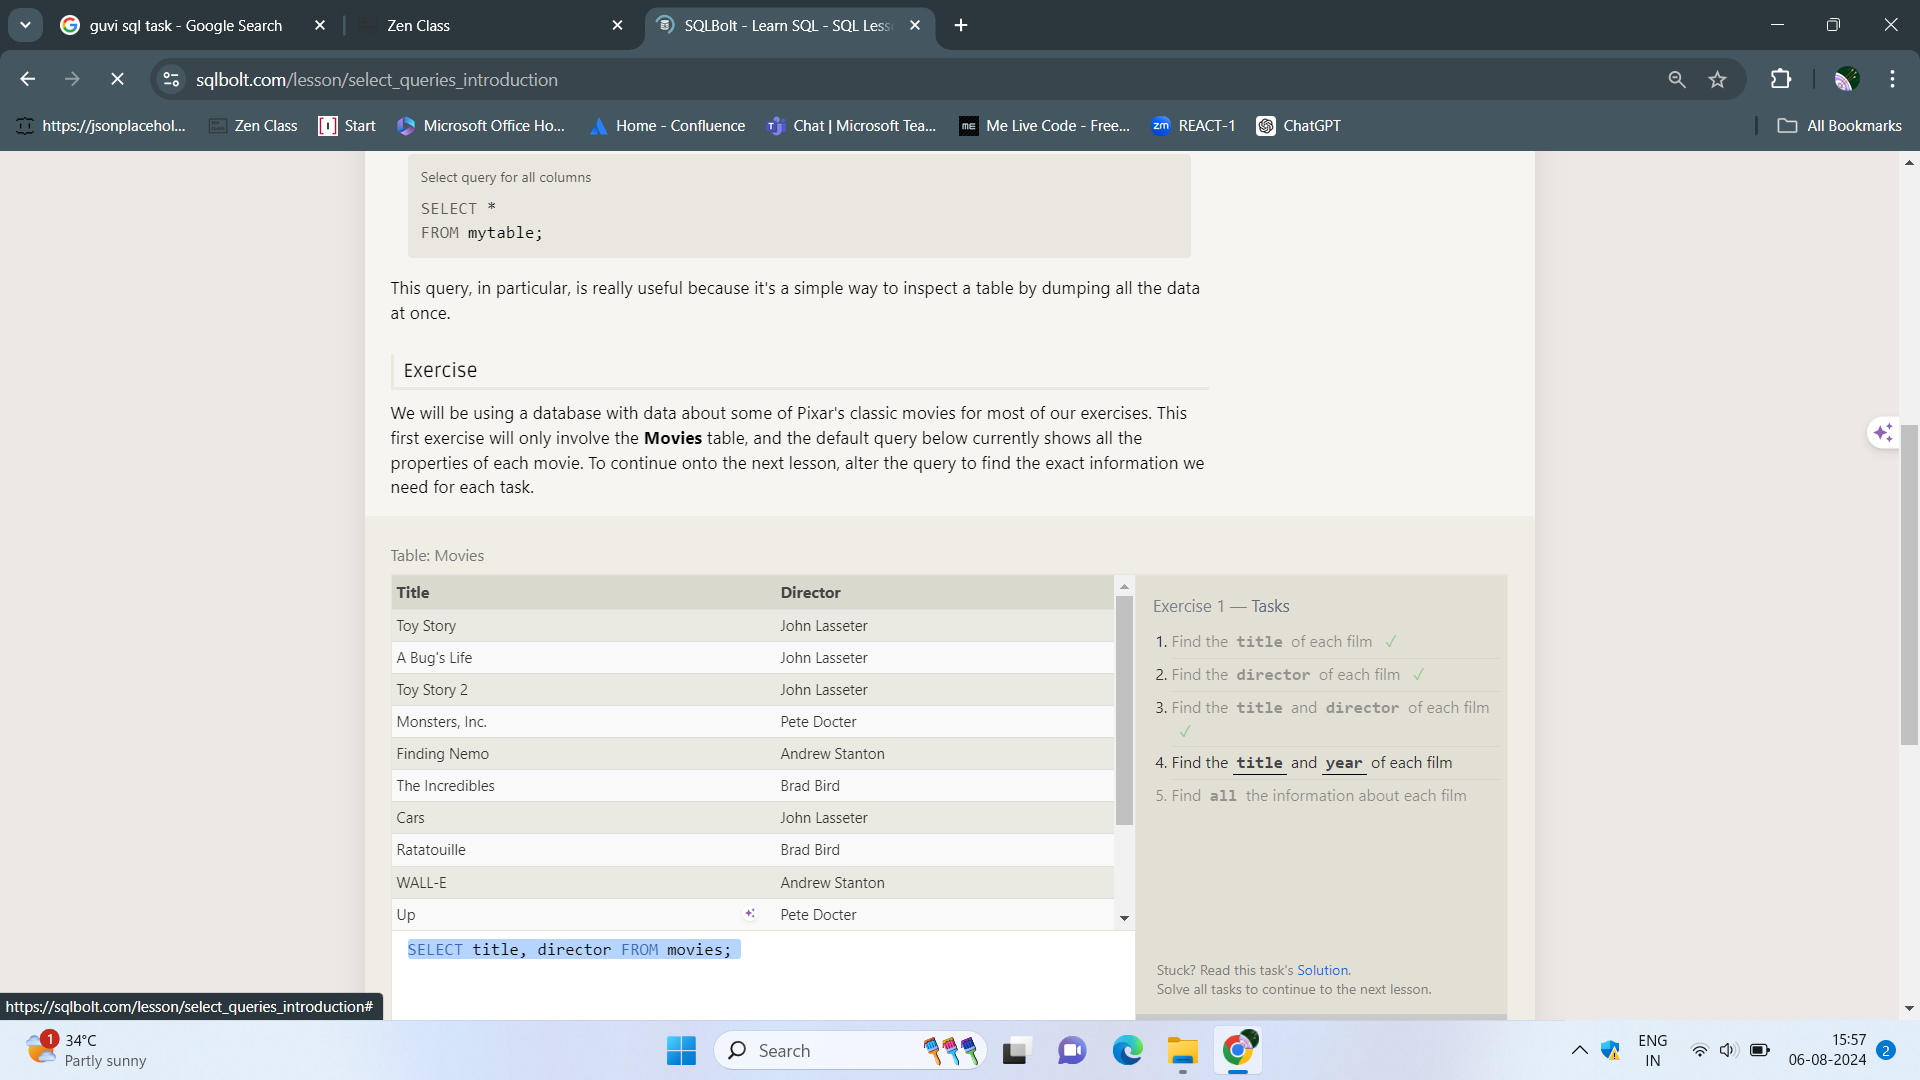 guvi sql task - Google Search
Zen Class
SQLBolt - Learn SQL - SQL Less
sqlbolt.com/lesson/select_queries_introduction
https://jsonplacehol...
Zen Class
Start
Microsoft Office Ho...
Home - Confluence
Chat | Microsoft Tea...
ME
Me Live Code - Free...
zm
REACT-1
ChatGPT
All Bookmarks
Select query for all columns
SELECT *
FROM mytable;
This query, in particular, is really useful because it's a simple way to inspect a table by dumping all the data
at once.
Exercise
We will be using a database with data about some of Pixar's classic movies for most of our exercises. This
first exercise will only involve the Movies table, and the default query below currently shows all the
properties of each movie. To continue onto the next lesson, alter the query to find the exact information we
need for each task.
Table: Movies
Title Director
Toy Story John Lasseter
A Bug's Life John Lasseter
Toy Story 2 John Lasseter
Monsters, Inc. Pete Docter
Finding Nemo Andrew Stanton
The Incredibles Brad Bird
Cars John Lasseter
Ratatouille Brad Bird
WALL-E Andrew Stanton
Up Pete Docter
SELECT title, director FROM movies;
Exercise 1 — Tasks
1. Find the title of each film ✓
2. Find the director of each film ✓
3. Find the title and director of each film
✓
4. Find the title and year of each film
5. Find all the information about each film
Stuck? Read this task's Solution.
Solve all tasks to continue to the next lesson.
https://sqlbolt.com/lesson/select_queries_introduction#
1
34°C
Partly sunny
Search
ENG
IN
15:57
06-08-2024
2